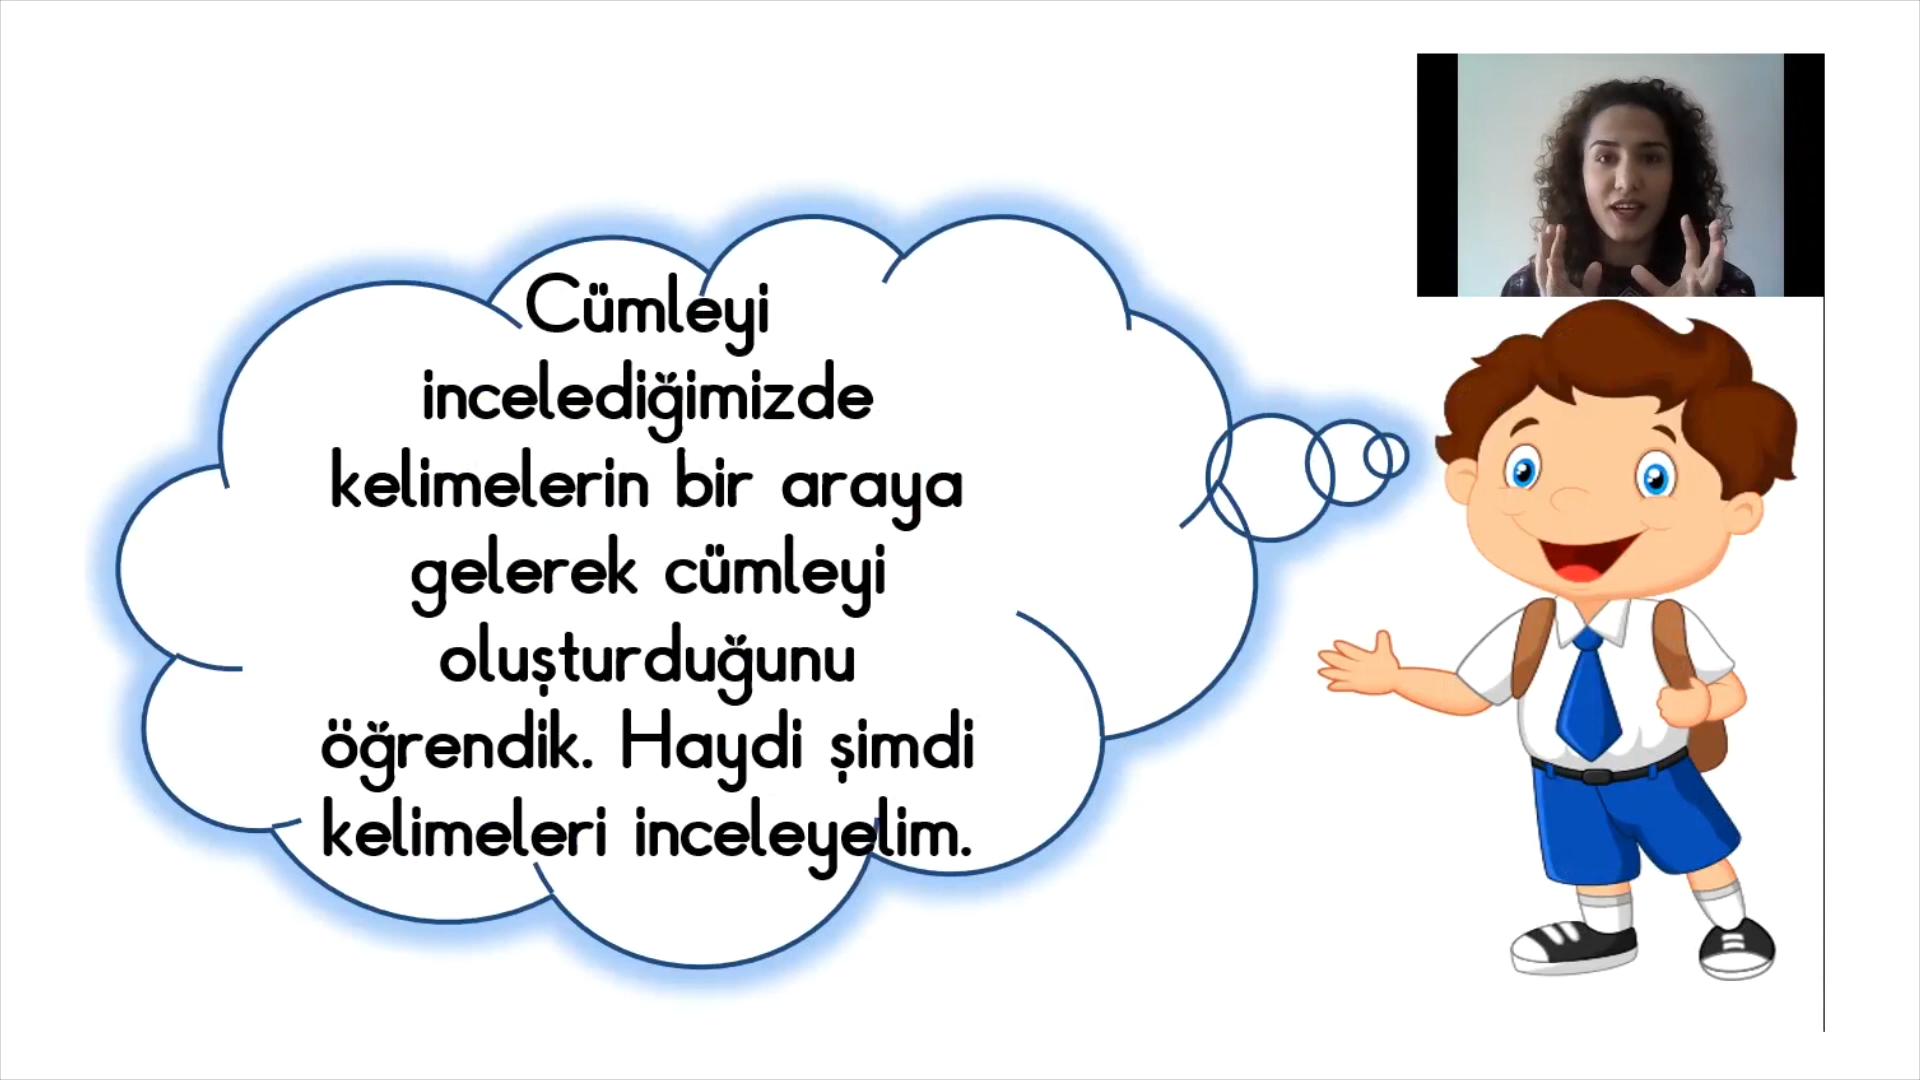 Cümleyi
incelediğimizde
kelimelerin bir araya
gelerek cümleyi
oluşturduğunu
öğrendik. Haydi şimdi
kelimeleri inceleyelim.